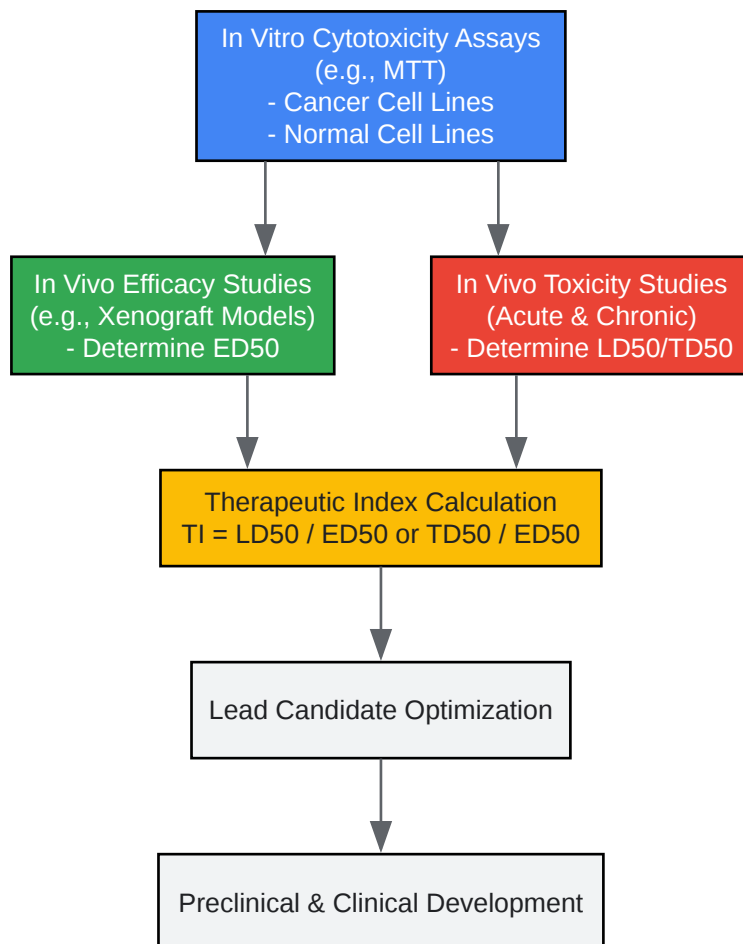 In Vitro Cytotoxicity Assays
(e.g., MTT)
- Cancer Cell Lines
- Normal Cell Lines
In Vivo Efficacy Studies
(e.g., Xenograft Models)
- Determine ED50
In Vivo Toxicity Studies
(Acute & Chronic)
- Determine LD50/TD50
Therapeutic Index Calculation
TI = LD50 / ED50 or TD50 / ED50
Lead Candidate Optimization
Preclinical & Clinical Development